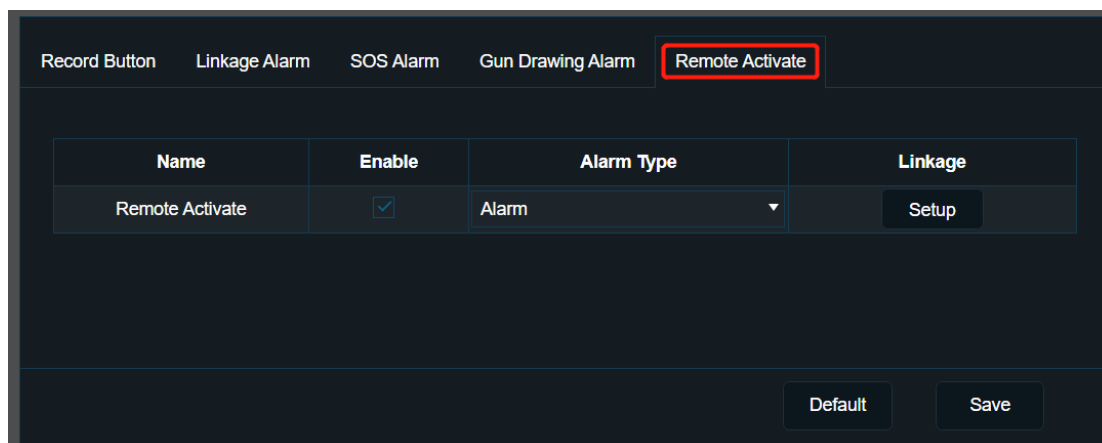 Record Button Linkage Alarm SOS Alarm Gun Drawing Alarm Remote Activate
Name Enable Alarm Type Linkage
Remote Activate Alarm Setup
Default Save